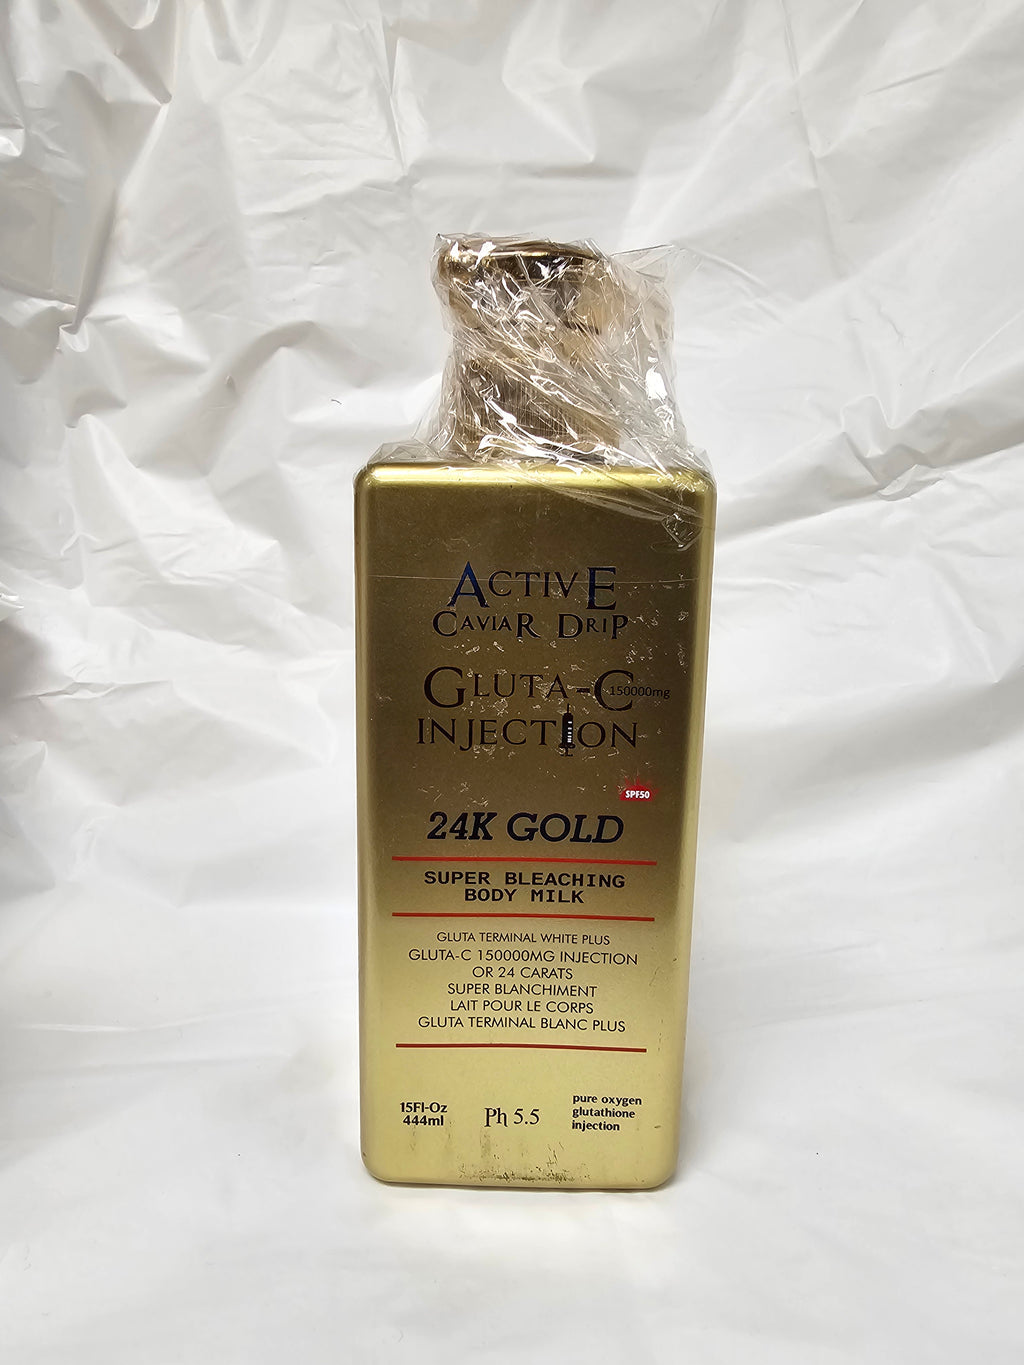 ACTIVE
CAVIAR DRIP
GLUTA-C 150000mg
INJECTION
SPF50
24K GOLD
SUPER BLEACHING
BODY MILK
GLUTA TERMINAL WHITE PLUS
GLUTA-C 150000MG INJECTION
OR 24 CARATS
SUPER BLANCHIMENT
LAIT POUR LE CORPS
GLUTA TERMINAL BLANC PLUS
15Fl-Oz
444ml
Ph 5.5
pure oxygen
glutathione
injection